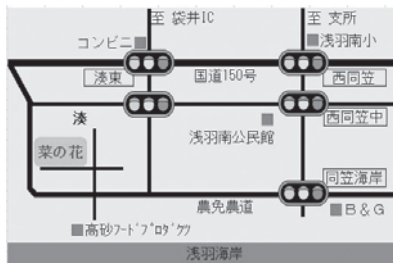 至 袋井IC
至 支所
コンビニ
浅羽南小
湊東
国道150号
西同笠
湊
西同笠中
浅羽南公民館
菜の花
同笠海岸
農免農道
B&G
高砂フードプロダクツ
浅羽海岸